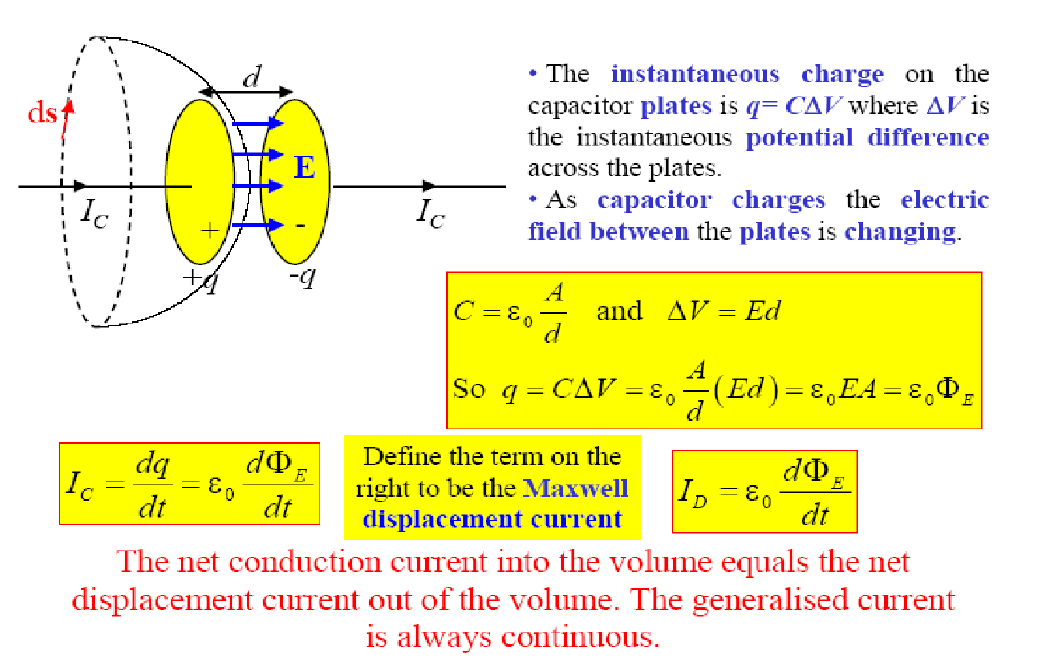 d
ds
E
I_C
I_C
+
-
+q
-q
• The instantaneous charge on the
capacitor plates is q= CΔV where ΔV is
the instantaneous potential difference
across the plates.
• As capacitor charges the electric
field between the plates is changing.
C = ε₀ A/d and ΔV = Ed
So q = CΔV = ε₀ A/d (Ed) = ε₀EA = ε₀Φ_E
I_C = dq/dt = ε₀ dΦ_E/dt
Define the term on the
right to be the Maxwell
displacement current
I_D = ε₀ dΦ_E/dt
The net conduction current into the volume equals the net
displacement current out of the volume. The generalised current
is always continuous.